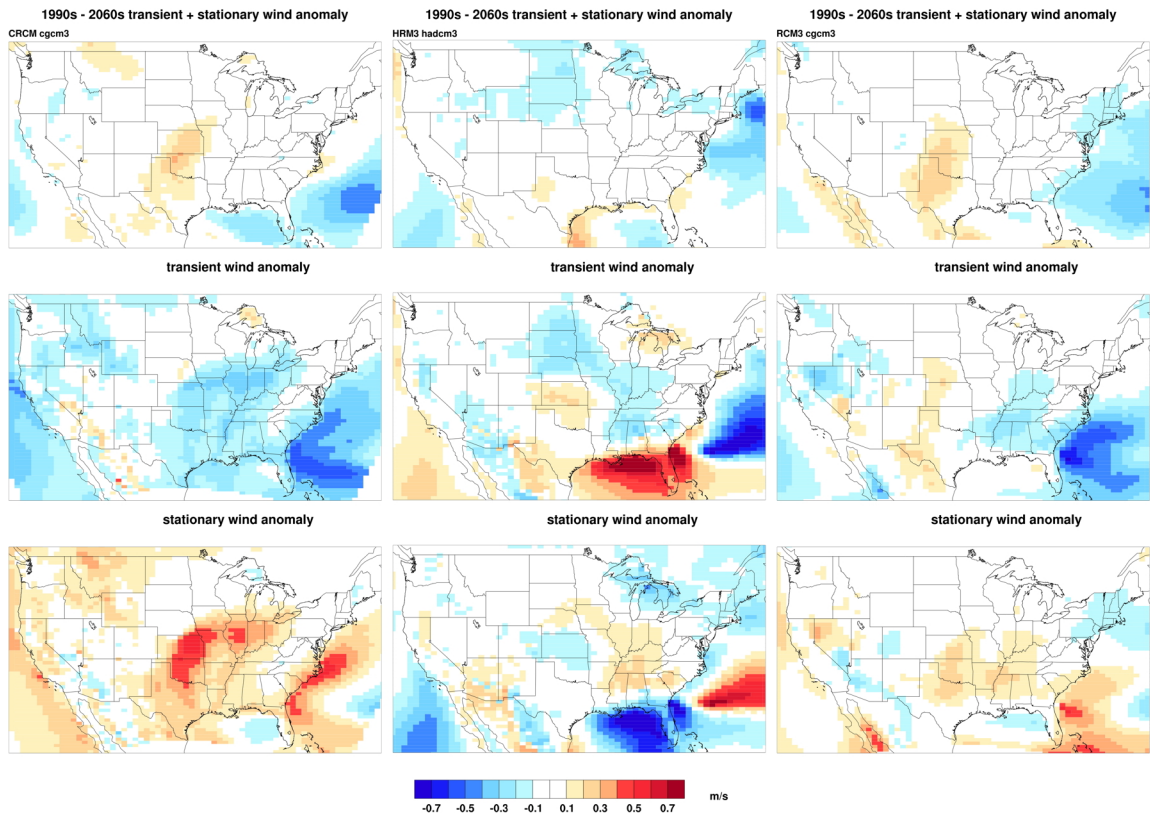 1990s - 2060s transient + stationary wind anomaly
CRCM cgcm3
1990s - 2060s transient + stationary wind anomaly
HRM3 hadcm3
1990s - 2060s transient + stationary wind anomaly
RCM3 cgcm3
transient wind anomaly
transient wind anomaly
transient wind anomaly
stationary wind anomaly
stationary wind anomaly
stationary wind anomaly
-0.7 -0.5 -0.3 -0.1 0.1 0.3 0.5 0.7 m/s